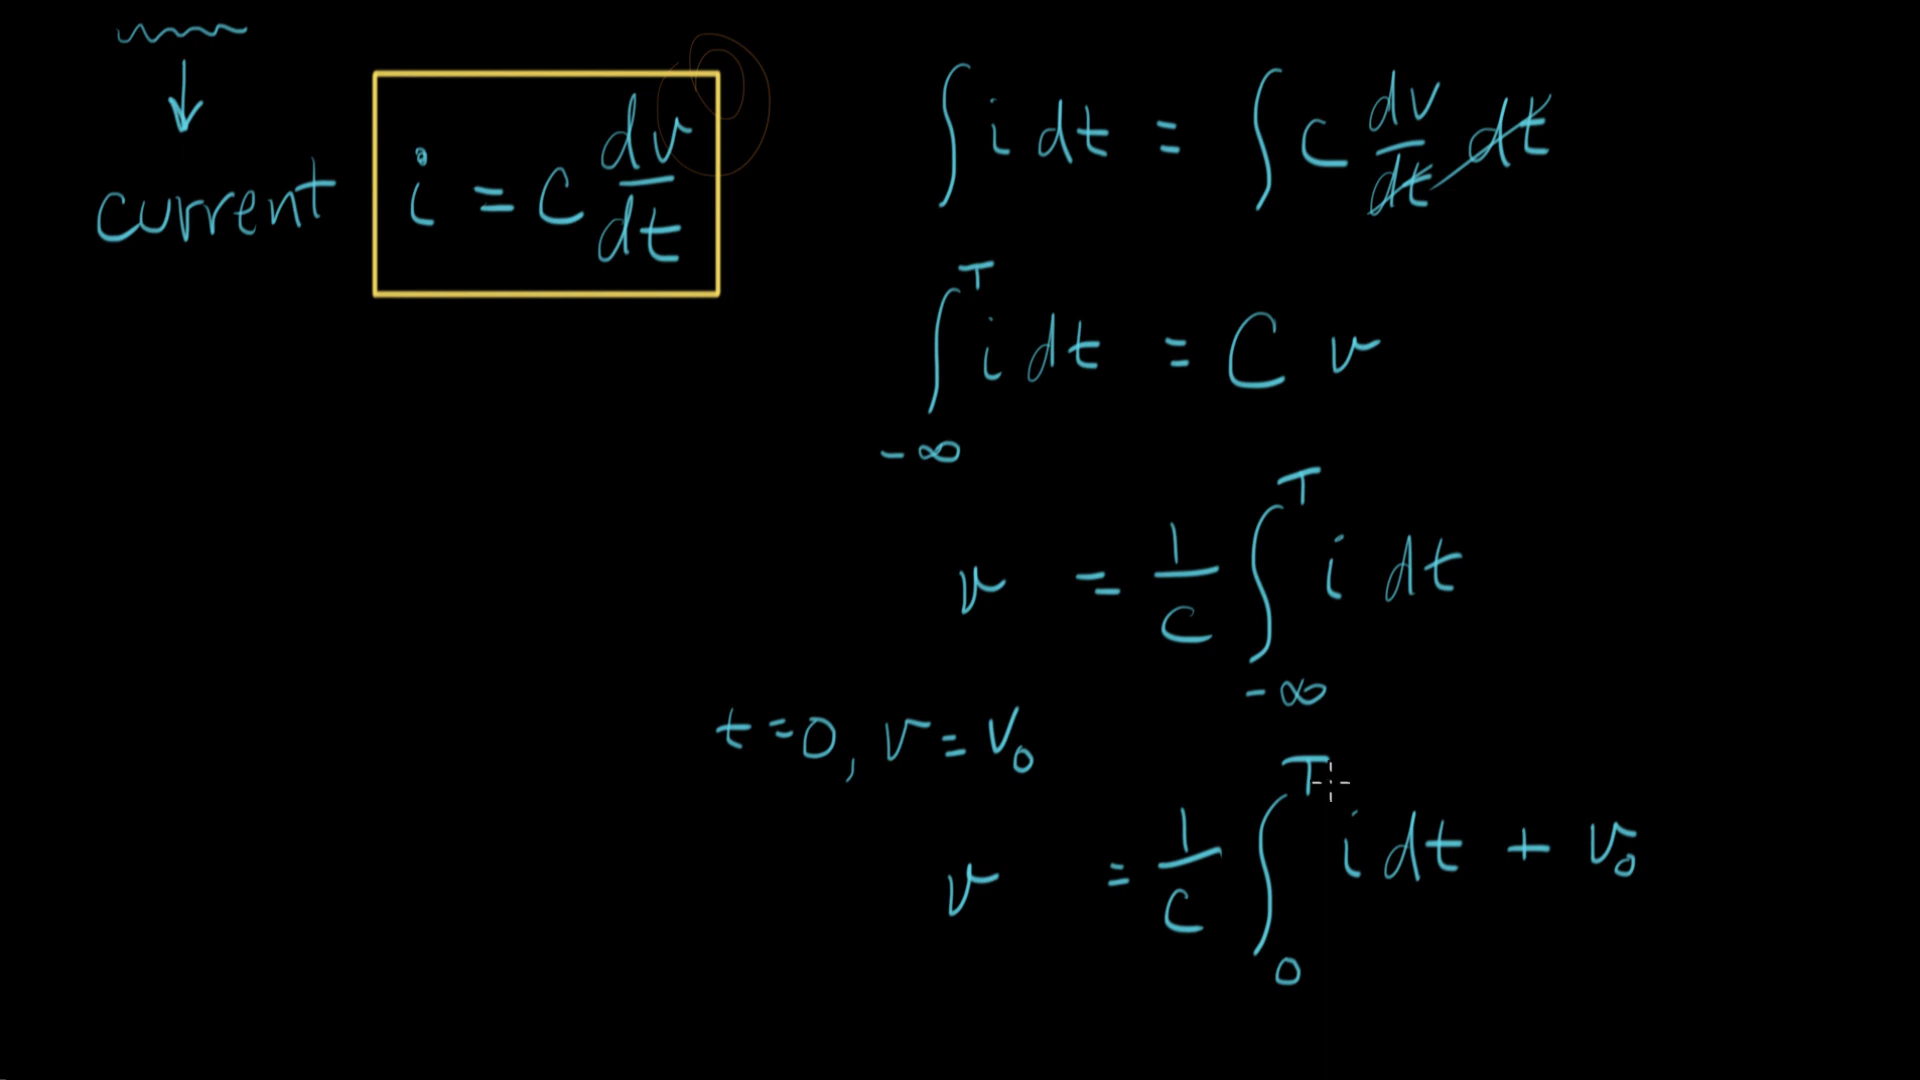 current
i = C dv/dt
∫ i dt = ∫ C dv/dt dt
∫_{-∞}^{T} i dt = C v
v = 1/C ∫_{-∞}^{T} i dt
t = 0, v = V₀
v = 1/C ∫_{0}^{T} i dt + V₀